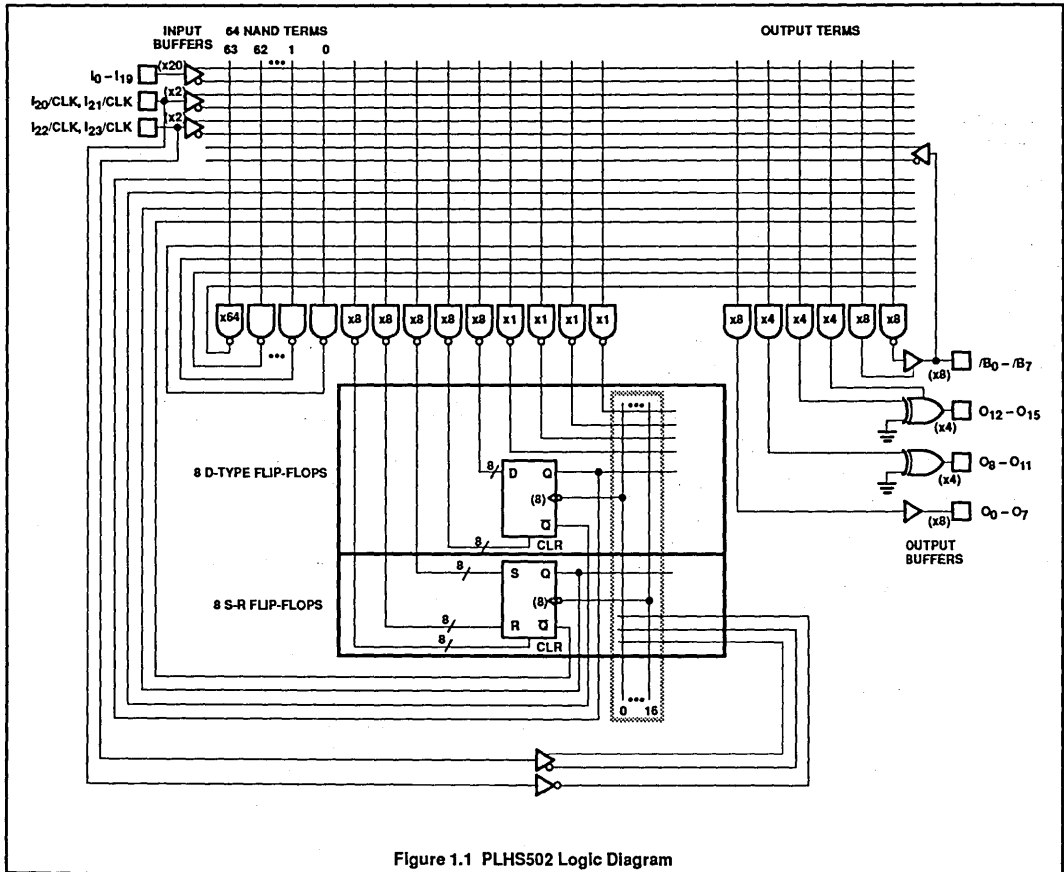 INPUT BUFFERS 64 NAND TERMS OUTPUT TERMS
63 62 ••• 1 0
I0 – I19 (x20)
I20/CLK, I21/CLK (x2)
I22/CLK, I23/CLK (x2)
x64 ••• x8 x8 x8 x8 x8 x1 x1 x1 x1 x8 x4 x4 x4 x8 x8
(x8) /B0 – /B7
(x4) O12 – O15
(x4) O8 – O11
(x8) O0 – O7
OUTPUT BUFFERS
•••
8 D-TYPE FLIP-FLOPS
8 D Q
(8)
Q̅
8 CLR
8 S-R FLIP-FLOPS
8 S Q
(8)
8 R Q̅
8 CLR
•••
0 16
Figure 1.1 PLHS502 Logic Diagram